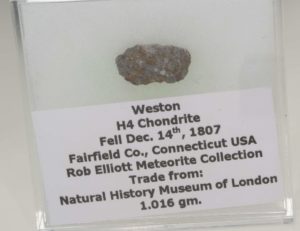 Weston
H4 Chondrite
Fell Dec. 14th, 1807
Fairfield Co., Connecticut USA
Rob Elliott Meteorite Collection
Trade from:
Natural History Museum of London
1.016 gm.